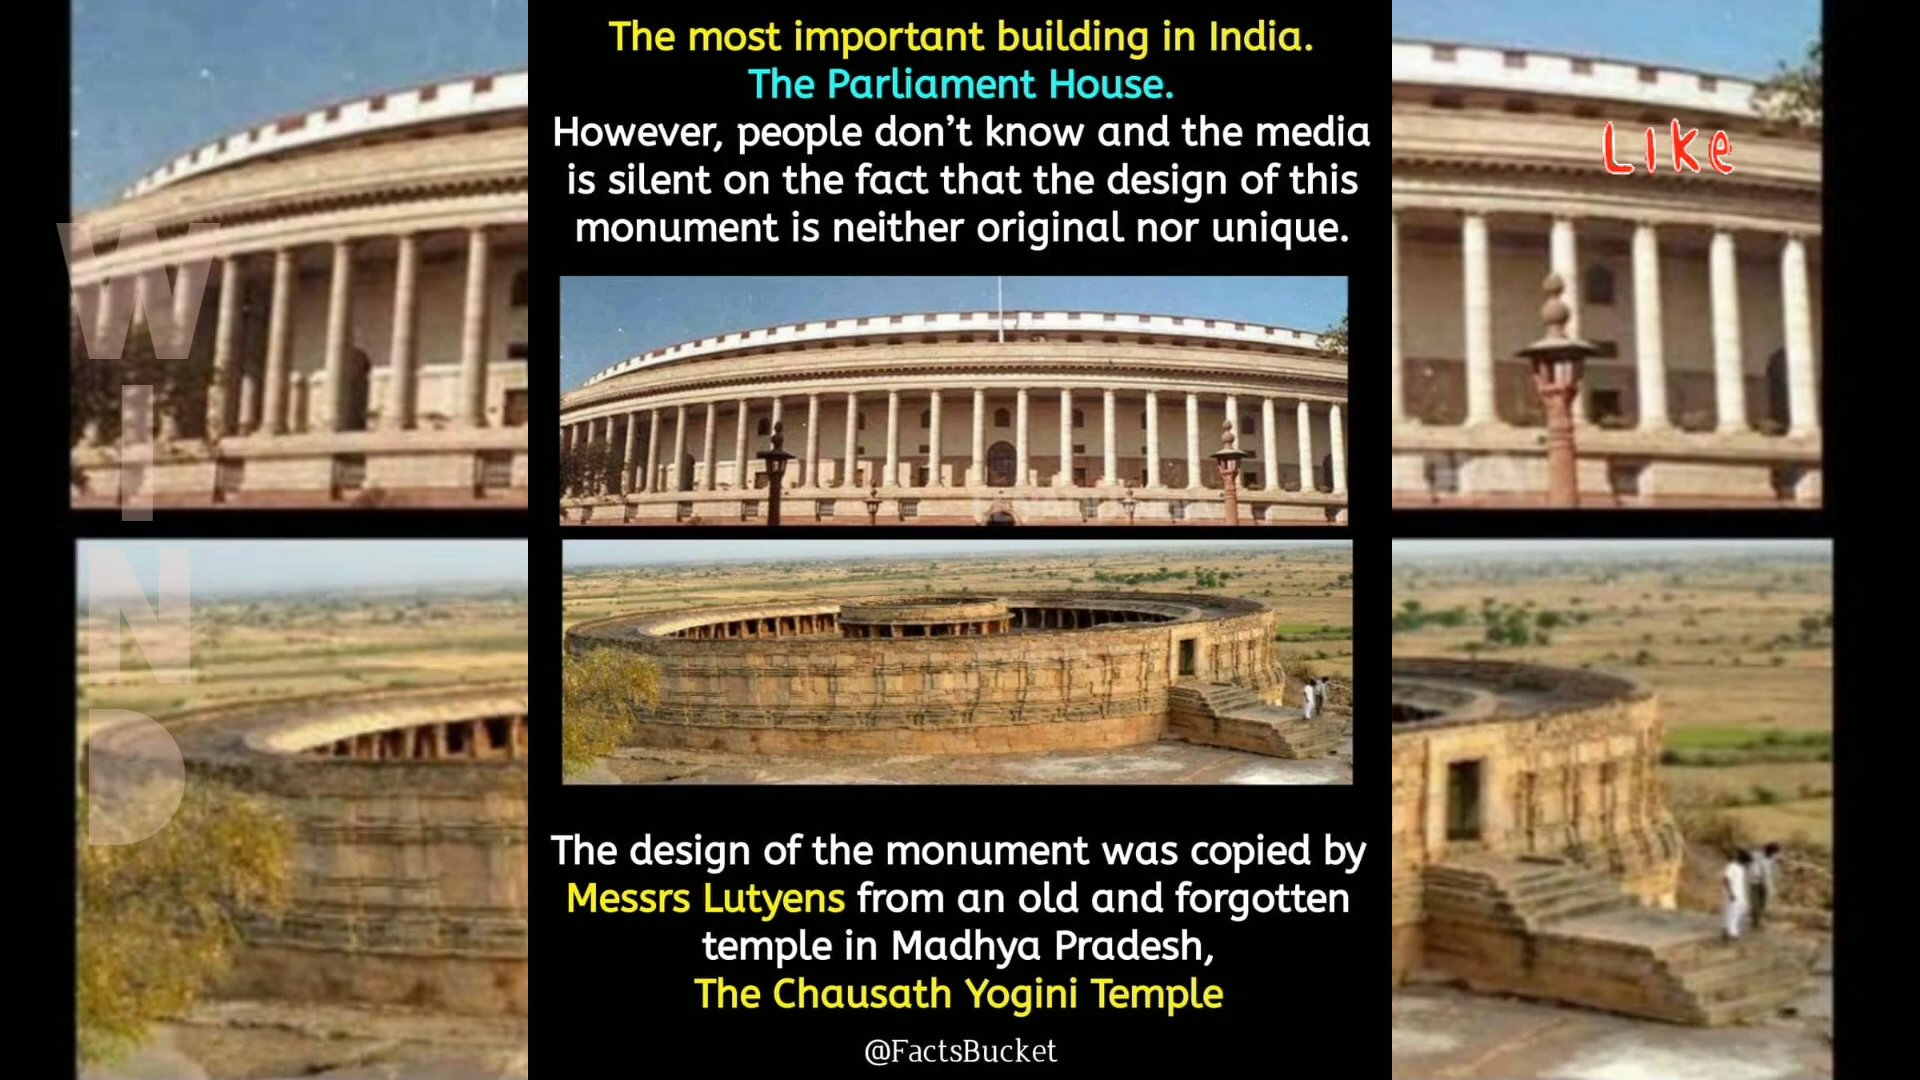 The most important building in India.
The Parliament House.
However, people don't know and the media
is silent on the fact that the design of this
monument is neither original nor unique.
LIKe
WIND
The design of the monument was copied by
Messrs Lutyens from an old and forgotten
temple in Madhya Pradesh,
The Chausath Yogini Temple
@FactsBucket